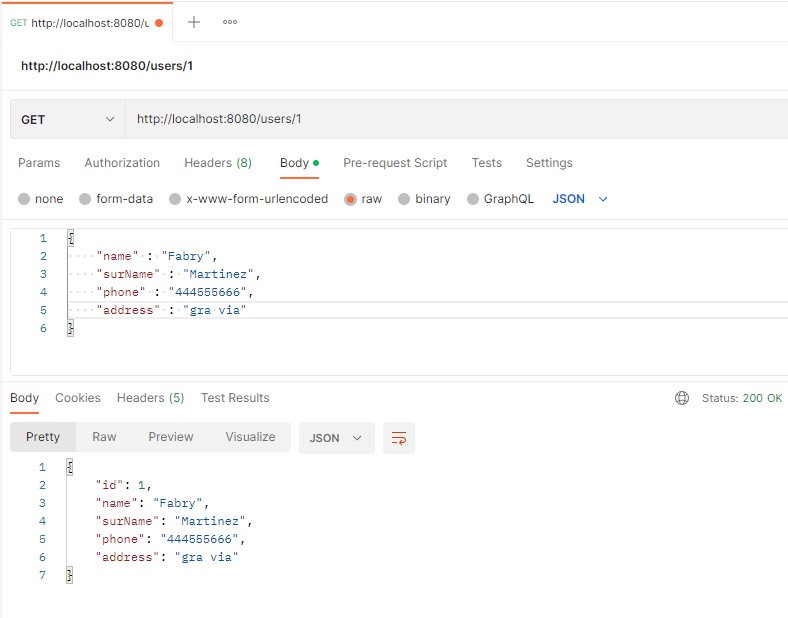 GET http://localhost:8080/u
http://localhost:8080/users/1
GET http://localhost:8080/users/1
Params Authorization Headers (8) Body Pre-request Script Tests Settings
none form-data x-www-form-urlencoded raw binary GraphQL JSON
1 {
2 "name" : "Fabry",
3 "surName" : "Martinez",
4 "phone" : "444555666",
5 "address" : "gra via"
6 }
Body Cookies Headers (5) Test Results Status: 200 OK
Pretty Raw Preview Visualize JSON
1 {
2 "id": 1,
3 "name": "Fabry",
4 "surName": "Martinez",
5 "phone": "444555666",
6 "address": "gra via"
7 }